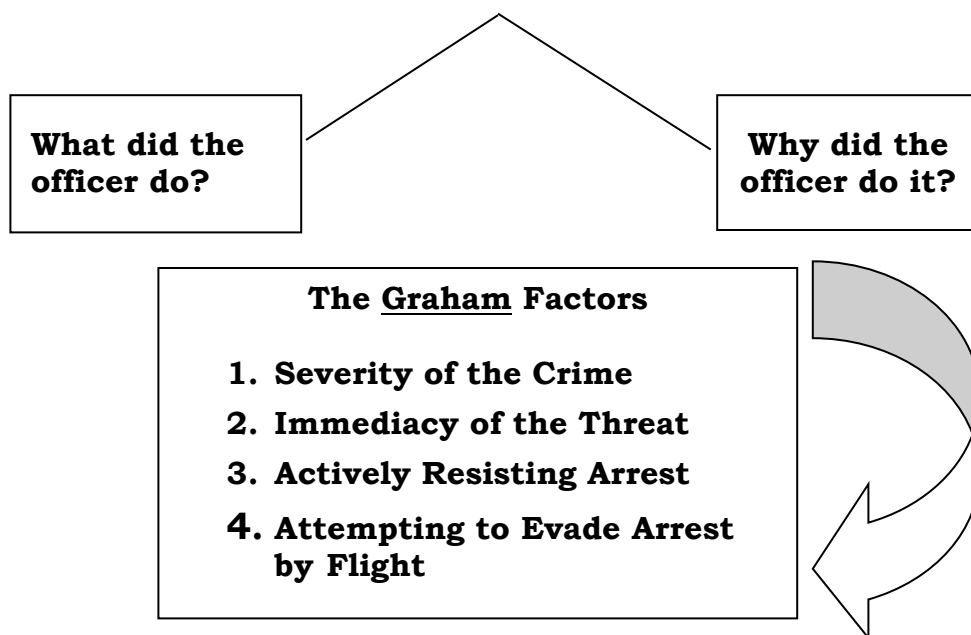 What did the
officer do?
Why did the
officer do it?
The Graham Factors
1. Severity of the Crime
2. Immediacy of the Threat
3. Actively Resisting Arrest
4. Attempting to Evade Arrest
by Flight